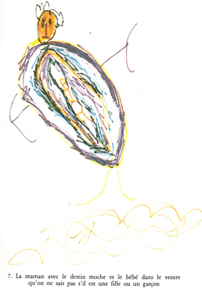 7. La maman avec le destin moche et le bébé dans le ventre
qu'on ne sait pas s'il est une fille ou un garçon